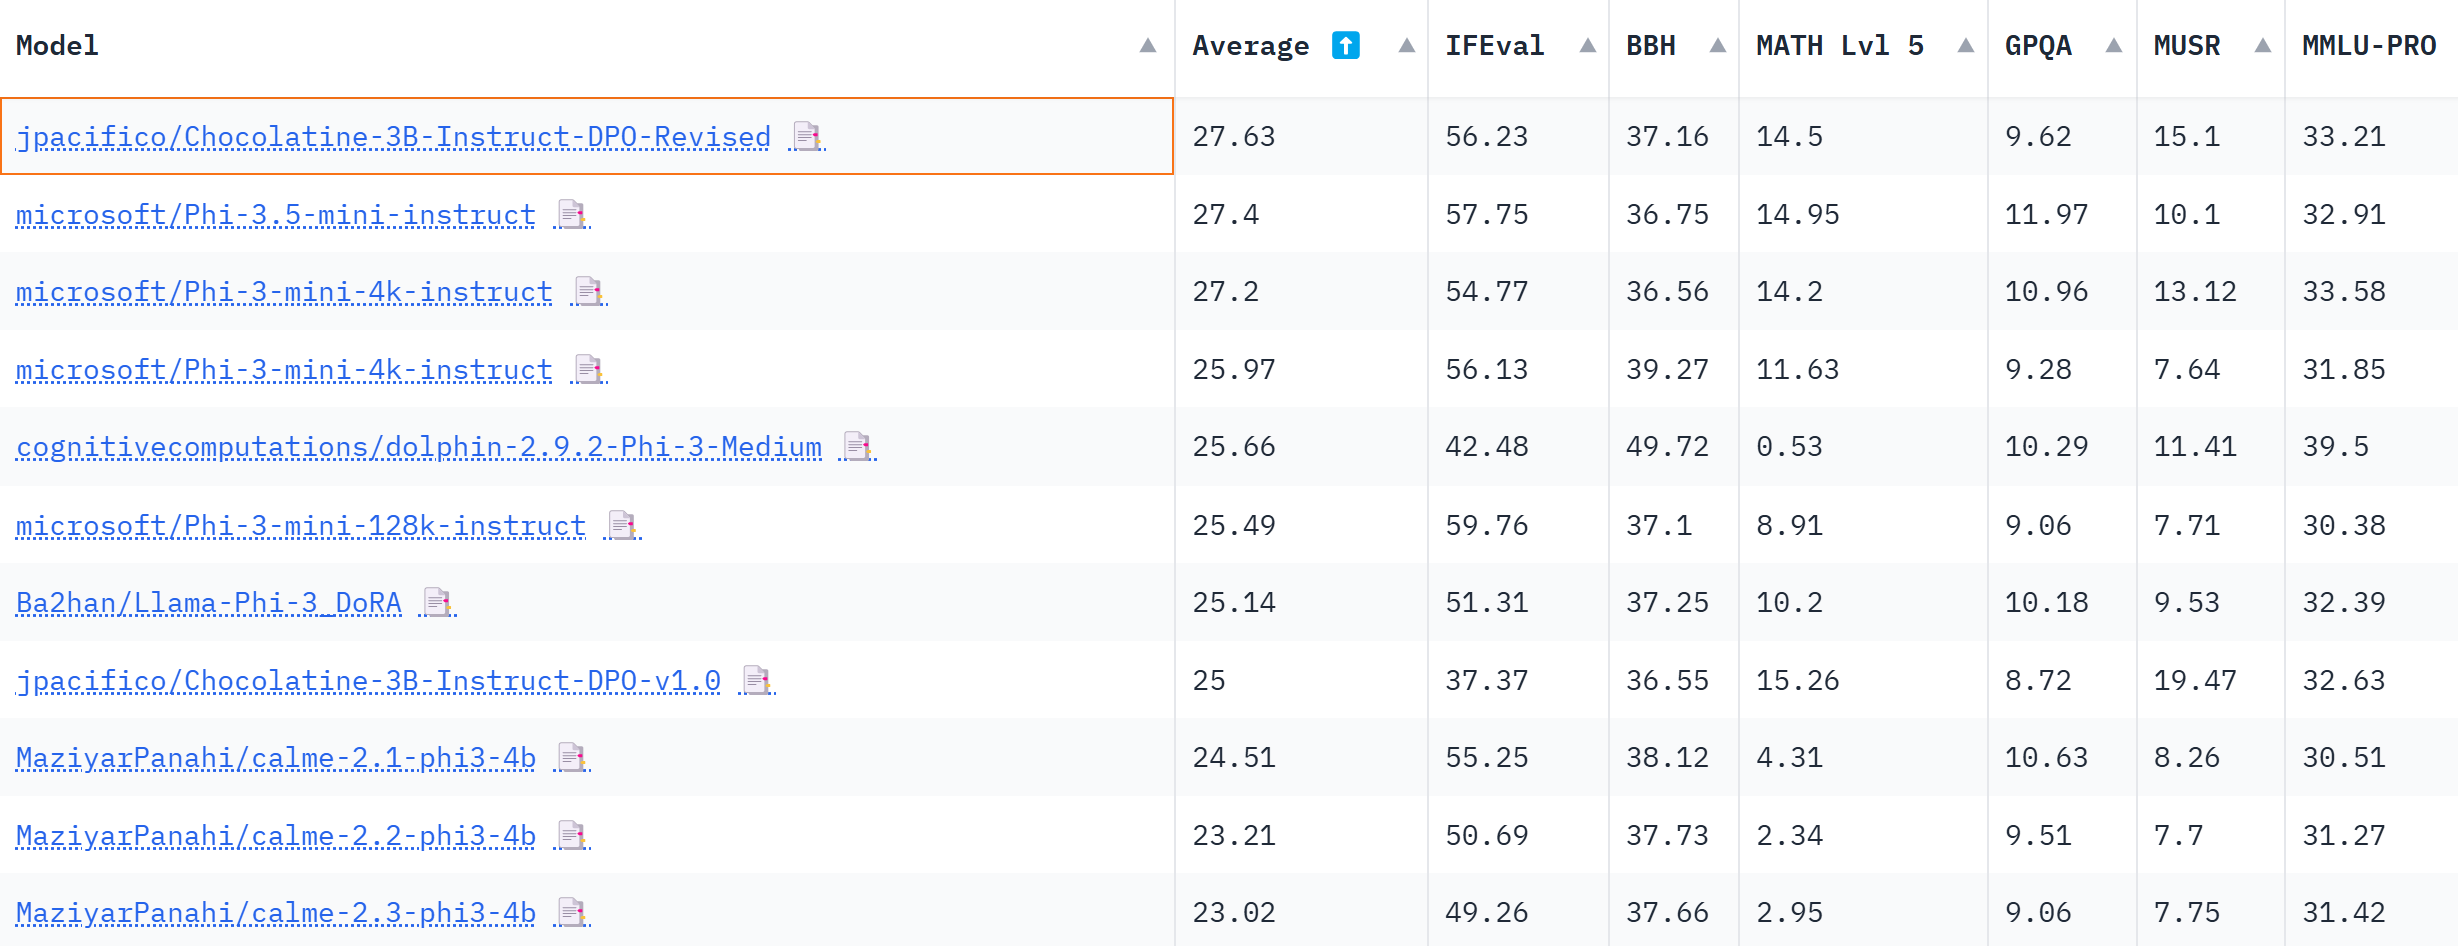 Model Average IFEval BBH MATH Lvl 5 GPQA MUSR MMLU-PRO
jpacifico/Chocolatine-3B-Instruct-DPO-Revised 27.63 56.23 37.16 14.5 9.62 15.1 33.21
microsoft/Phi-3.5-mini-instruct 27.4 57.75 36.75 14.95 11.97 10.1 32.91
microsoft/Phi-3-mini-4k-instruct 27.2 54.77 36.56 14.2 10.96 13.12 33.58
microsoft/Phi-3-mini-4k-instruct 25.97 56.13 39.27 11.63 9.28 7.64 31.85
cognitivecomputations/dolphin-2.9.2-Phi-3-Medium 25.66 42.48 49.72 0.53 10.29 11.41 39.5
microsoft/Phi-3-mini-128k-instruct 25.49 59.76 37.1 8.91 9.06 7.71 30.38
Ba2han/Llama-Phi-3_DoRA 25.14 51.31 37.25 10.2 10.18 9.53 32.39
jpacifico/Chocolatine-3B-Instruct-DPO-v1.0 25 37.37 36.55 15.26 8.72 19.47 32.63
MaziyarPanahi/calme-2.1-phi3-4b 24.51 55.25 38.12 4.31 10.63 8.26 30.51
MaziyarPanahi/calme-2.2-phi3-4b 23.21 50.69 37.73 2.34 9.51 7.7 31.27
MaziyarPanahi/calme-2.3-phi3-4b 23.02 49.26 37.66 2.95 9.06 7.75 31.42